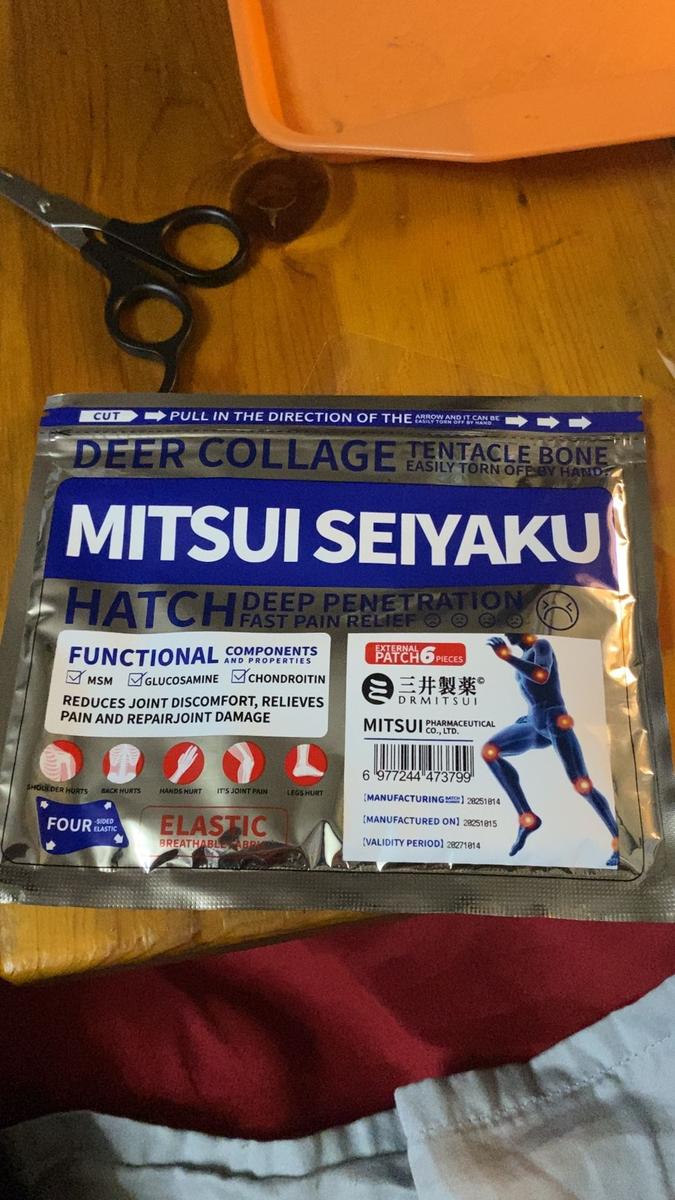 CUT PULL IN THE DIRECTION OF THE ARROW AND IT CAN BE EASILY TORN OFF BY HAND.
DEER COLLAGE TENTACLE BONE
EASILY TORN OFF BY HAND.
MITSUI SEIYAKU
HATCH DEEP PENETRATION
FAST PAIN RELIEF
FUNCTIONAL COMPONENTS
AND PROPERTIES
MSM GLUCOSAMINE CHONDROITIN
REDUCES JOINT DISCOMFORT, RELIEVES
PAIN AND REPAIRJOINT DAMAGE
SHOULDER HURTS BACK HURTS HANDS HURT IT'S JOINT PAIN LEGS HURT
FOUR -SIDED
ELASTIC
ELASTIC
BREATHABLE FABRIC
EXTERNAL
PATCH 6 PIECES
三井製薬©
DRMITSUI
MITSUI PHARMACEUTICAL
CO., LTD.
6 977244 473799
【MANUFACTURING BATCH NUMBER】 20251014
【MANUFACTURED ON】 20251015
【VALIDITY PERIOD】 20271014